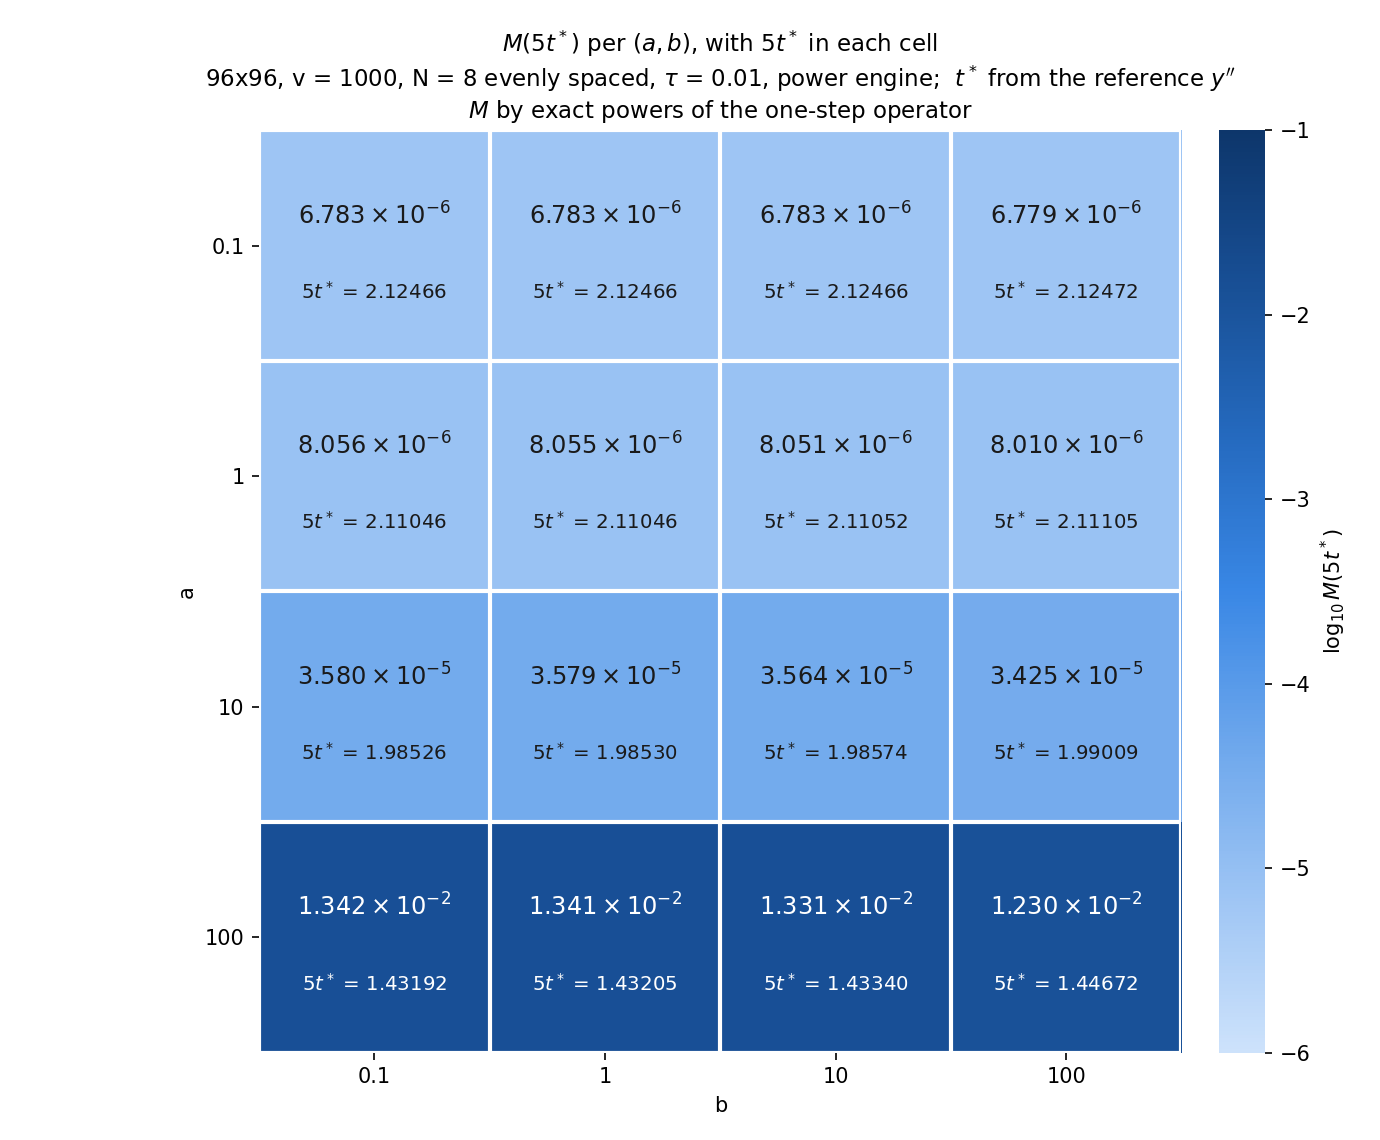 M(5t*) per (a, b), with 5t* in each cell
96x96, v = 1000, N = 8 evenly spaced, τ = 0.01, power engine;  t* from the reference y″
M by exact powers of the one-step operator
6.783 × 10⁻⁶ 6.783 × 10⁻⁶ 6.783 × 10⁻⁶ 6.779 × 10⁻⁶
0.1
5t* = 2.12466 5t* = 2.12466 5t* = 2.12466 5t* = 2.12472
8.056 × 10⁻⁶ 8.055 × 10⁻⁶ 8.051 × 10⁻⁶ 8.010 × 10⁻⁶
1
5t* = 2.11046 5t* = 2.11046 5t* = 2.11052 5t* = 2.11105
a
3.580 × 10⁻⁵ 3.579 × 10⁻⁵ 3.564 × 10⁻⁵ 3.425 × 10⁻⁵
10
5t* = 1.98526 5t* = 1.98530 5t* = 1.98574 5t* = 1.99009
1.342 × 10⁻² 1.341 × 10⁻² 1.331 × 10⁻² 1.230 × 10⁻²
100
5t* = 1.43192 5t* = 1.43205 5t* = 1.43340 5t* = 1.44672
0.1 1 10 100
b
−1
−2
−3
−4
−5
−6
log₁₀ M(5t*)